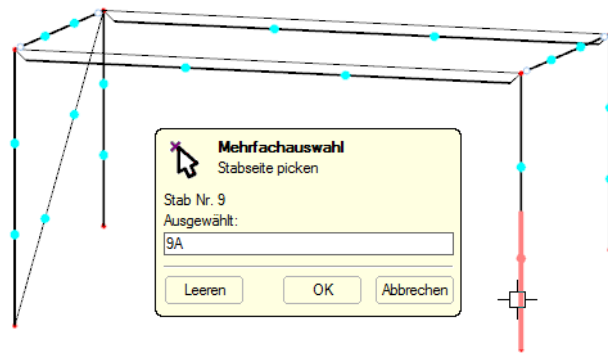 Mehrfachauswahl
Stabseite picken
Stab Nr. 9
Ausgewählt:
9A
Leeren OK Abbrechen